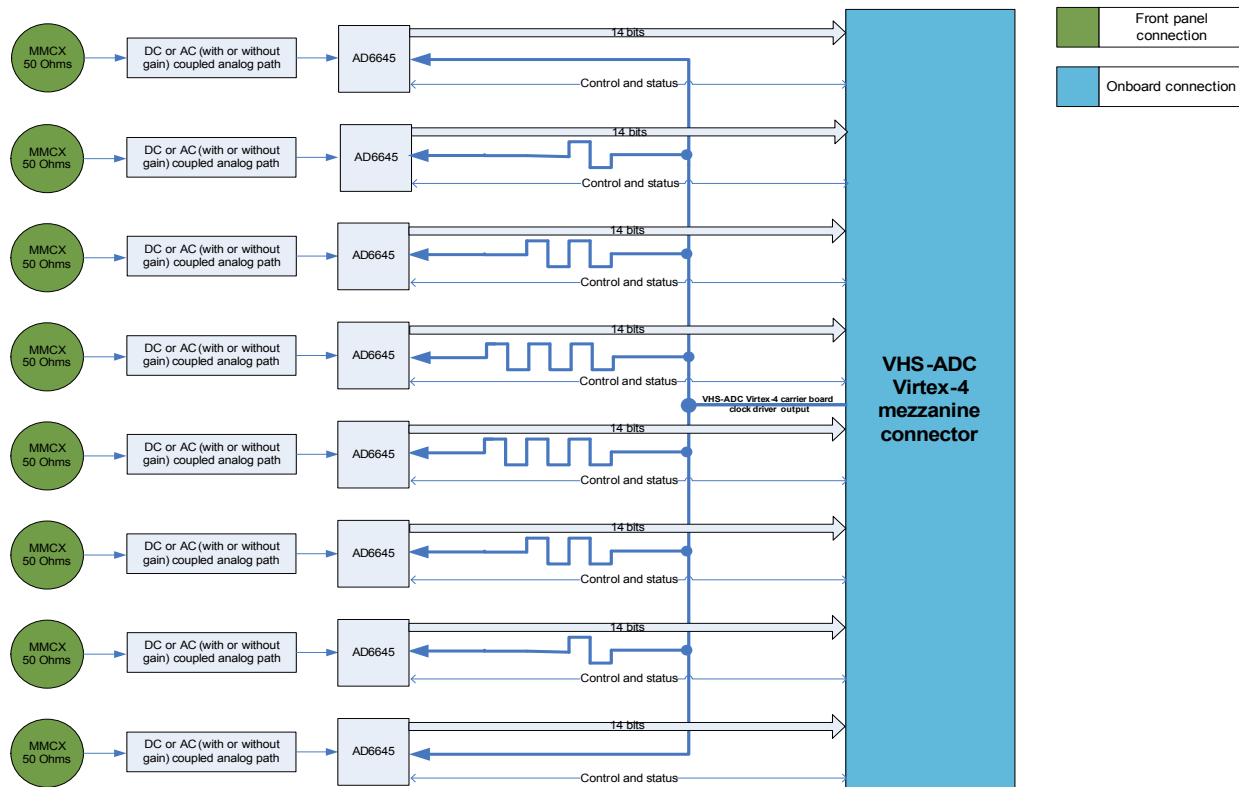 MMCX
50 Ohms
DC or AC (with or without
gain) coupled analog path
AD6645
14 bits
Control and status
MMCX
50 Ohms
DC or AC (with or without
gain) coupled analog path
AD6645
14 bits
Control and status
MMCX
50 Ohms
DC or AC (with or without
gain) coupled analog path
AD6645
14 bits
Control and status
MMCX
50 Ohms
DC or AC (with or without
gain) coupled analog path
AD6645
14 bits
Control and status
VHS-ADC Virtex-4 carrier board
clock driver output
MMCX
50 Ohms
DC or AC (with or without
gain) coupled analog path
AD6645
14 bits
Control and status
MMCX
50 Ohms
DC or AC (with or without
gain) coupled analog path
AD6645
14 bits
Control and status
MMCX
50 Ohms
DC or AC (with or without
gain) coupled analog path
AD6645
14 bits
Control and status
MMCX
50 Ohms
DC or AC (with or without
gain) coupled analog path
AD6645
14 bits
Control and status
VHS-ADC
Virtex-4
mezzanine
connector
Front panel
connection
Onboard connection